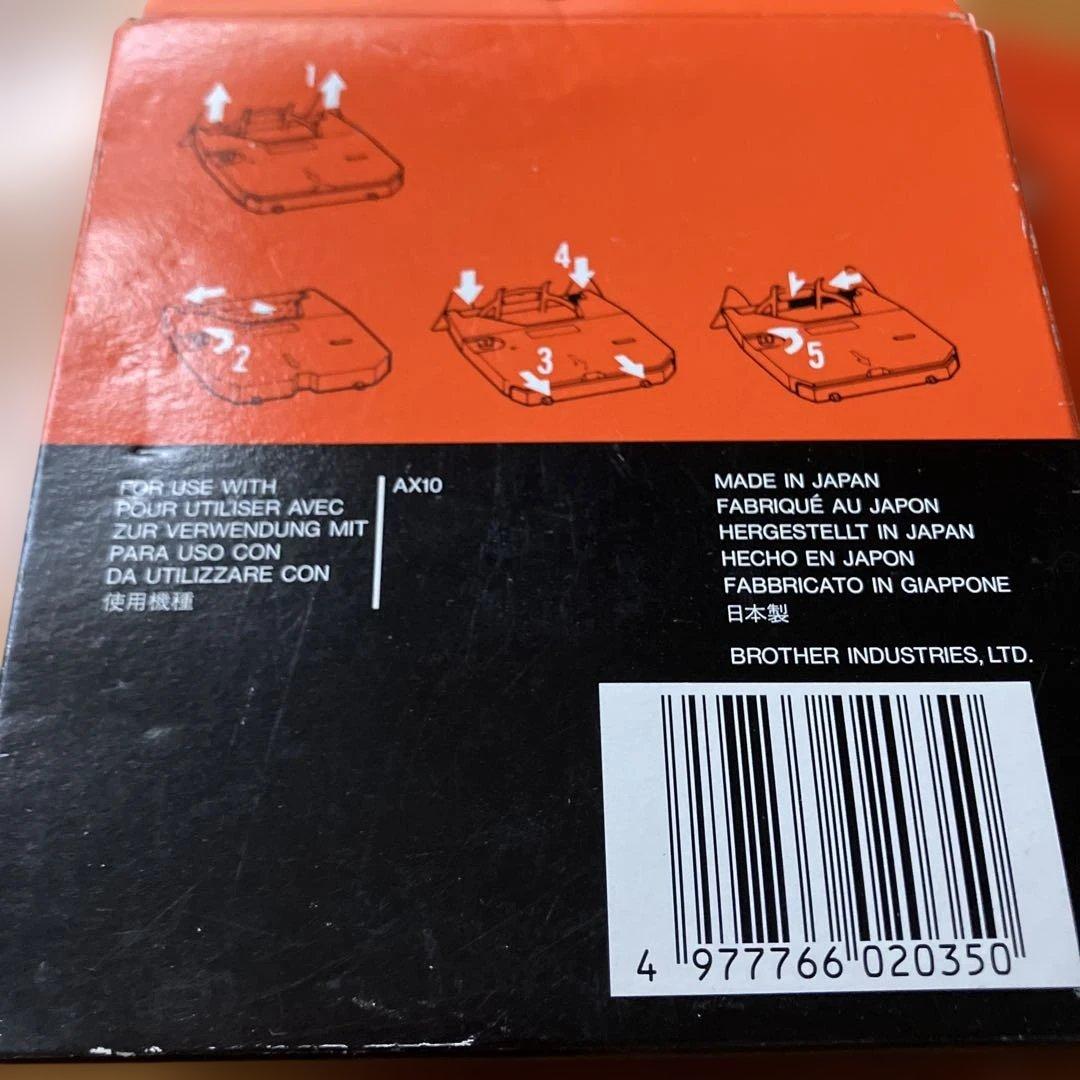 1
2
4
3
5
FOR USE WITH
POUR UTILISER AVEC
ZUR VERWENDUNG MIT
PARA USO CON
DA UTILIZZARE CON
使用機種
AX10
MADE IN JAPAN
FABRIQUÉ AU JAPON
HERGESTELLT IN JAPAN
HECHO EN JAPON
FABBRICATO IN GIAPPONE
日本製
BROTHER INDUSTRIES, LTD.
4 977766 020350